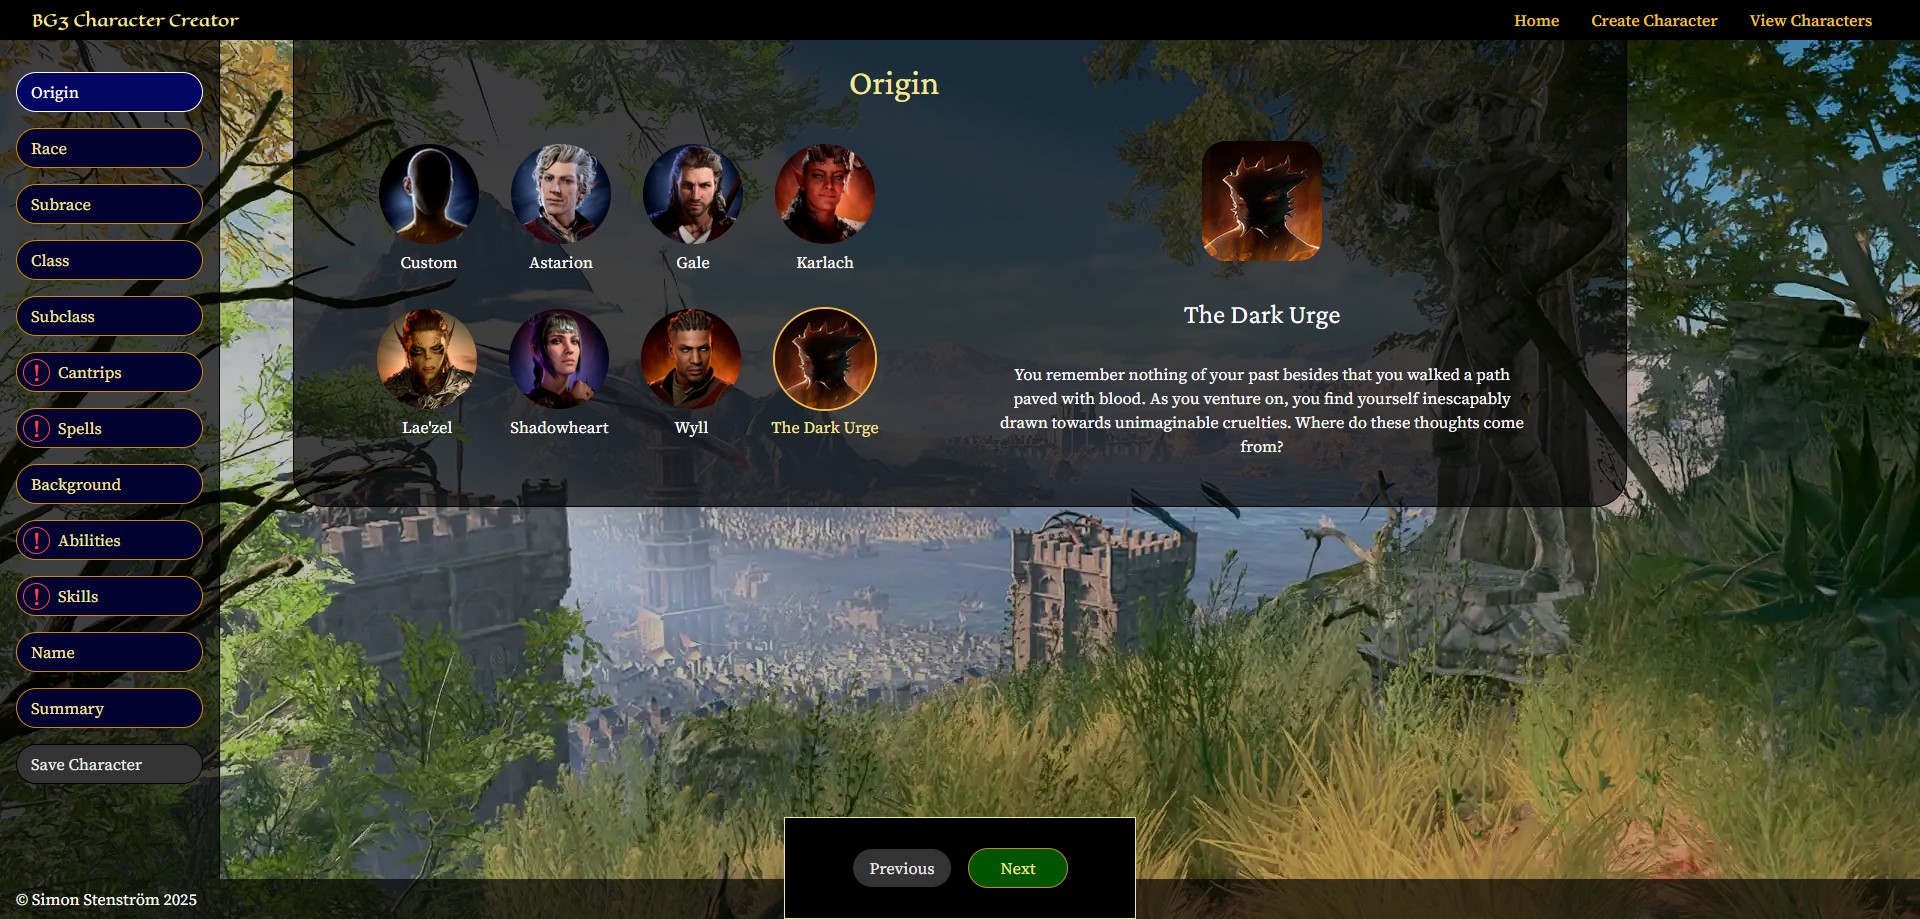 BG3 Character Creator
Home
Create Character
View Characters
Origin
Race
Subrace
Class
Subclass
! Cantrips
! Spells
Background
! Abilities
! Skills
Name
Summary
Save Character
Origin
Custom
Astarion
Gale
Karlach
Lae'zel
Shadowheart
Wyll
The Dark Urge
The Dark Urge
You remember nothing of your past besides that you walked a path
paved with blood. As you venture on, you find yourself inescapably
drawn towards unimaginable cruelties. Where do these thoughts come
from?
Previous
Next
© Simon Stenström 2025